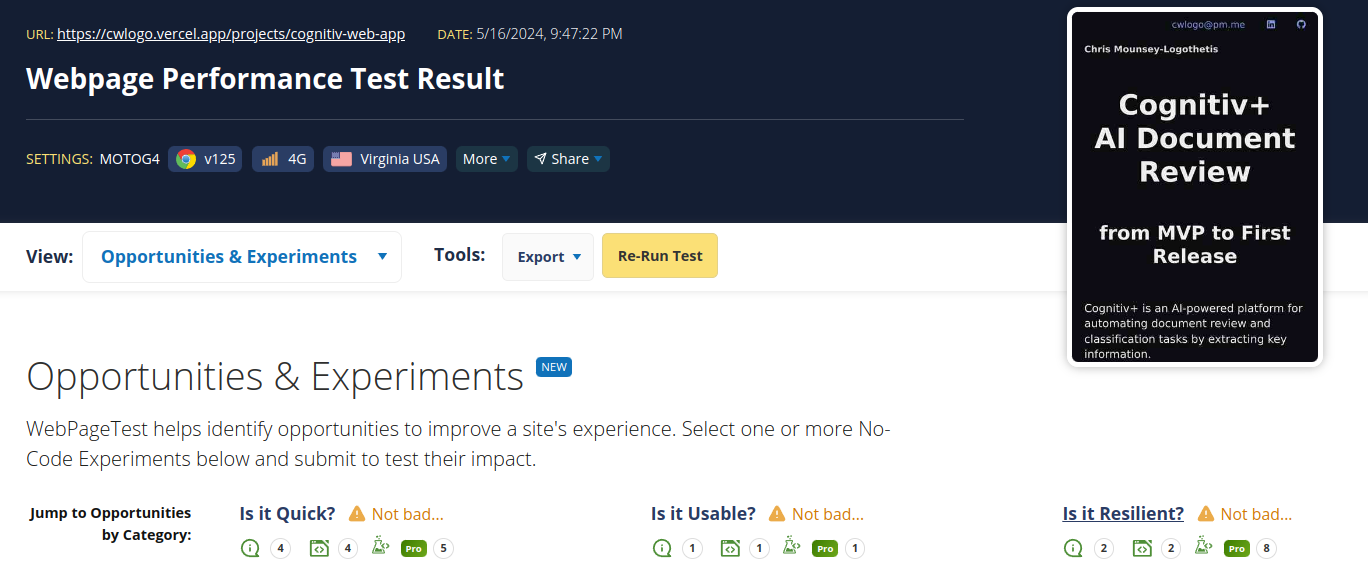 URL: https://cwlogo.vercel.app/projects/cognitiv-web-app DATE: 5/16/2024, 9:47:22 PM
Webpage Performance Test Result
SETTINGS: MOTOG4 v125 4G Virginia USA More Share
cwlogo@pm.me
Chris Mounsey-Logothetis
Cognitiv+
AI Document
Review
from MVP to First
Release
Cognitiv+ is an AI-powered platform for
automating document review and
classification tasks by extracting key
information.
View: Opportunities & Experiments Tools: Export Re-Run Test
Opportunities & Experiments NEW
WebPageTest helps identify opportunities to improve a site's experience. Select one or more No-
Code Experiments below and submit to test their impact.
Jump to Opportunities
by Category:
Is it Quick? Not bad...
4 4 Pro 5
Is it Usable? Not bad...
1 1 Pro 1
Is it Resilient? Not bad...
2 2 Pro 8